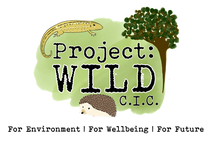 Project:
WILD
C.I.C.
For Environment | For Wellbeing | For Future